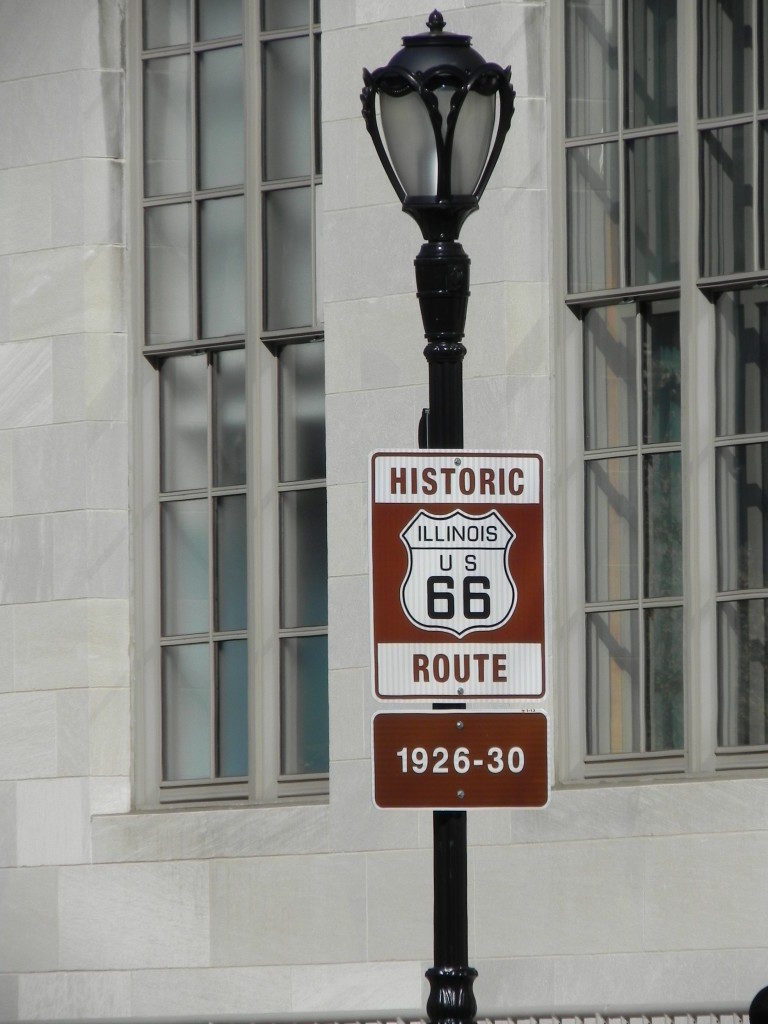 HISTORIC
ILLINOIS
U S
66
ROUTE
1926-30